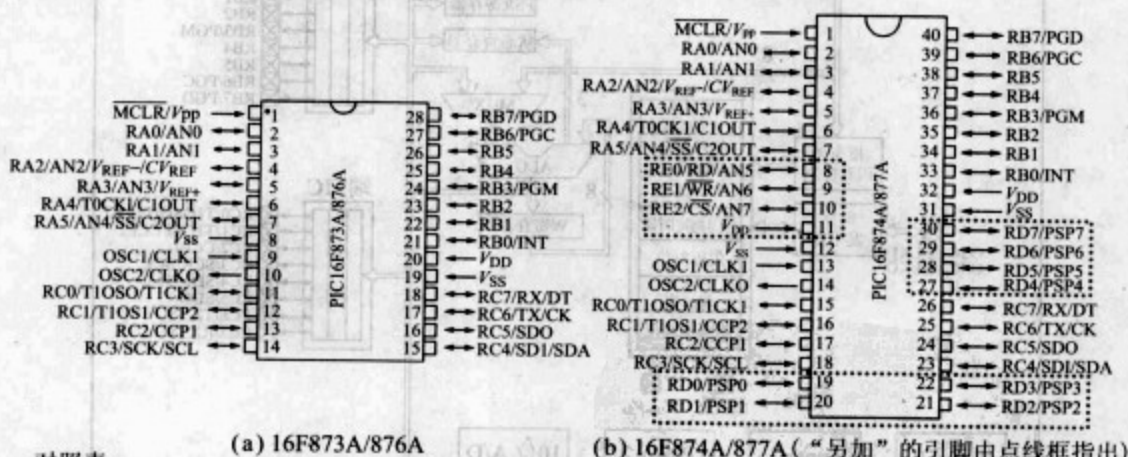 MCLR/VPP
RA0/AN0
RA1/AN1
RA2/AN2/VREF-/CVREF
RA3/AN3/VREF+
RA4/T0CKI/C1OUT
RA5/AN4/SS/C2OUT
VSS
OSC1/CLK1
OSC2/CLKO
RC0/T1OSO/T1CK1
RC1/T1OS1/CCP2
RC2/CCP1
RC3/SCK/SCL
1
2
3
4
5
6
7
8
9
10
11
12
13
14
PIC16F873A/876A
28
27
26
25
24
23
22
21
20
19
18
17
16
15
RB7/PGD
RB6/PGC
RB5
RB4
RB3/PGM
RB2
RB1
RB0/INT
VDD
VSS
RC7/RX/DT
RC6/TX/CK
RC5/SDO
RC4/SD1/SDA
(a) 16F873A/876A
MCLR/VPP
RA0/AN0
RA1/AN1
RA2/AN2/VREF-/CVREF
RA3/AN3/VREF+
RA4/T0CK1/C1OUT
RA5/AN4/SS/C2OUT
RE0/RD/AN5
RE1/WR/AN6
RE2/CS/AN7
VDD
VSS
OSC1/CLK1
OSC2/CLKO
RC0/T1OSO/T1CK1
RC1/T1OS1/CCP2
RC2/CCP1
RC3/SCK/SCL
RD0/PSP0
RD1/PSP1
1
2
3
4
5
6
7
8
9
10
11
12
13
14
15
16
17
18
19
20
PIC16F874A/877A
40
39
38
37
36
35
34
33
32
31
30
29
28
27
26
25
24
23
22
21
RB7/PGD
RB6/PGC
RB5
RB4
RB3/PGM
RB2
RB1
RB0/INT
VDD
VSS
RD7/PSP7
RD6/PSP6
RD5/PSP5
RD4/PSP4
RC7/RX/DT
RC6/TX/CK
RC5/SDO
RC4/SDI/SDA
RD3/PSP3
RD2/PSP2
(b) 16F874A/877A(“另加”的引脚由点线框指出)